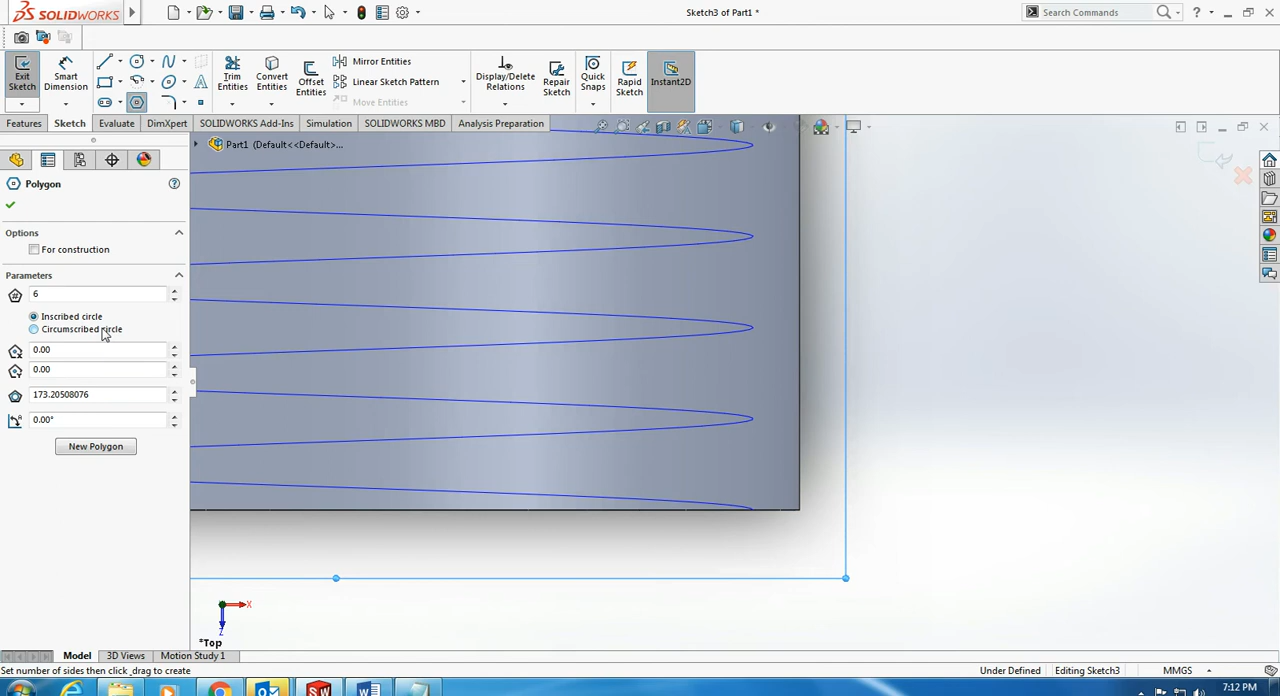 SOLIDWORKS
Sketch3 of Part1 *
Search Commands
?
Exit Sketch
Smart Dimension
Trim Entities
Convert Entities
Offset Entities
Mirror Entities
Linear Sketch Pattern
Move Entities
Display/Delete Relations
Repair Sketch
Quick Snaps
Rapid Sketch
Instant2D
Features
Sketch
Evaluate
DimXpert
SOLIDWORKS Add-Ins
Simulation
SOLIDWORKS MBD
Analysis Preparation
Part1 (Default<<Default>...
Polygon
?
Options
For construction
Parameters
6
Inscribed circle
Circumscribed circle
0.00
0.00
173.20508076
0.00°
New Polygon
X
Z
*Top
Model
3D Views
Motion Study 1
Set number of sides then click_drag to create
Under Defined
Editing Sketch3
MMGS
7:12 PM